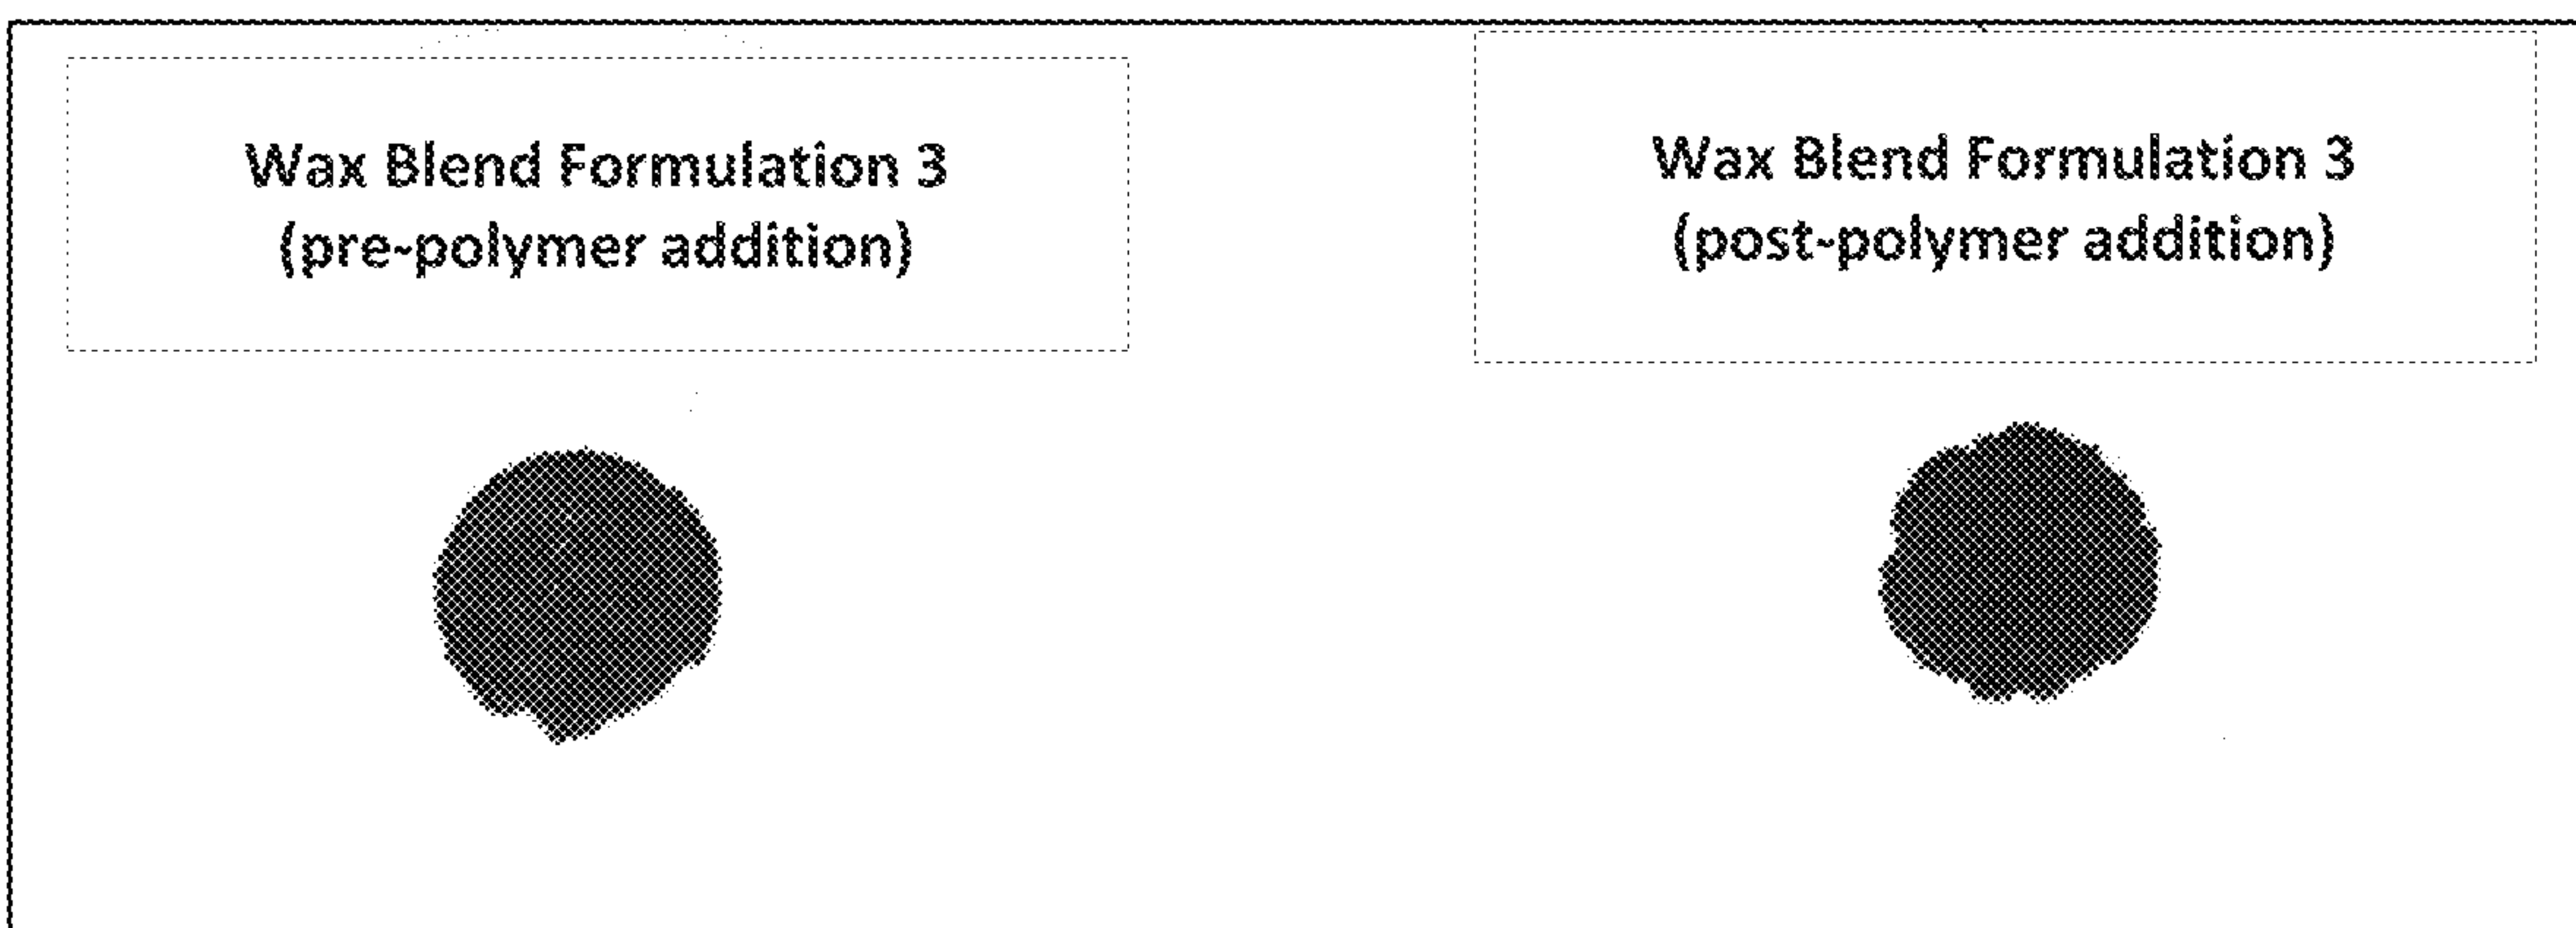 Wax Blend Formulation 3
(pre-polymer addition)
Wax Blend Formulation 3
(post-polymer addition)